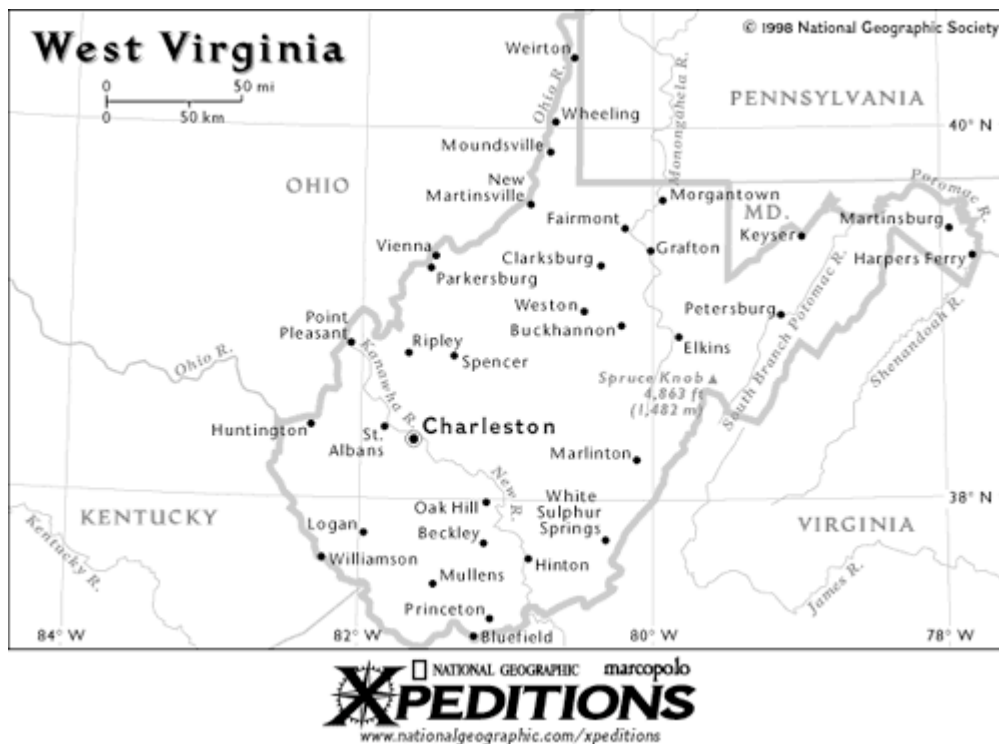 West Virginia
© 1998 National Geographic Society
0 50 mi
0 50 km
Weirton
Ohio R.
Monongahela R.
PENNSYLVANIA
Wheeling
40° N
Moundsville
OHIO
New
Martinsville
Morgantown
Potomac R.
MD.
Fairmont
Martinsburg
Keyser
Vienna
Grafton
Clarksburg
Harpers Ferry
Parkersburg
Weston
Petersburg
Point
Pleasant
Buckhannon
South Branch Potomac R.
Shenandoah R.
Ripley
Elkins
Ohio R.
Kanawha R.
Spencer
Spruce Knob
4,863 ft
(1,482 m)
Huntington
St.
Albans
Charleston
Marlinton
New R.
38° N
KENTUCKY
Oak Hill
White
Sulphur
Springs
VIRGINIA
Logan
Beckley
Kentucky R.
Williamson
Hinton
James R.
Mullens
Princeton
84° W
82° W
Bluefield
80° W
78° W
NATIONAL GEOGRAPHIC marcopolo
XPEDITIONS
www.nationalgeographic.com/xpeditions